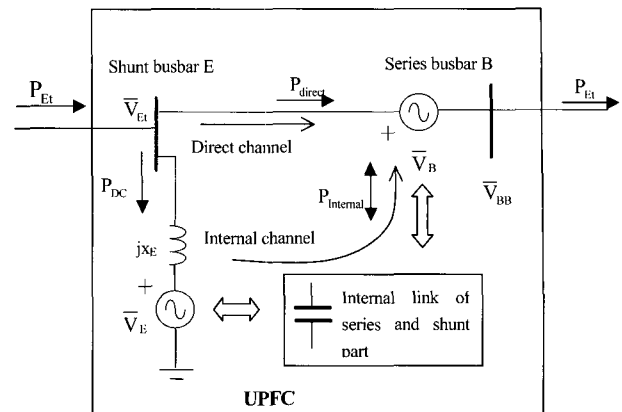 Shunt busbar E
Series busbar B
P_Et
V̅_Et
P_direct
P_Et
+
Direct channel
V̅_B
V̅_BB
P_DC
P_Internal
jx_E
Internal channel
+
V̅_E
Internal link of
series and shunt
part
UPFC